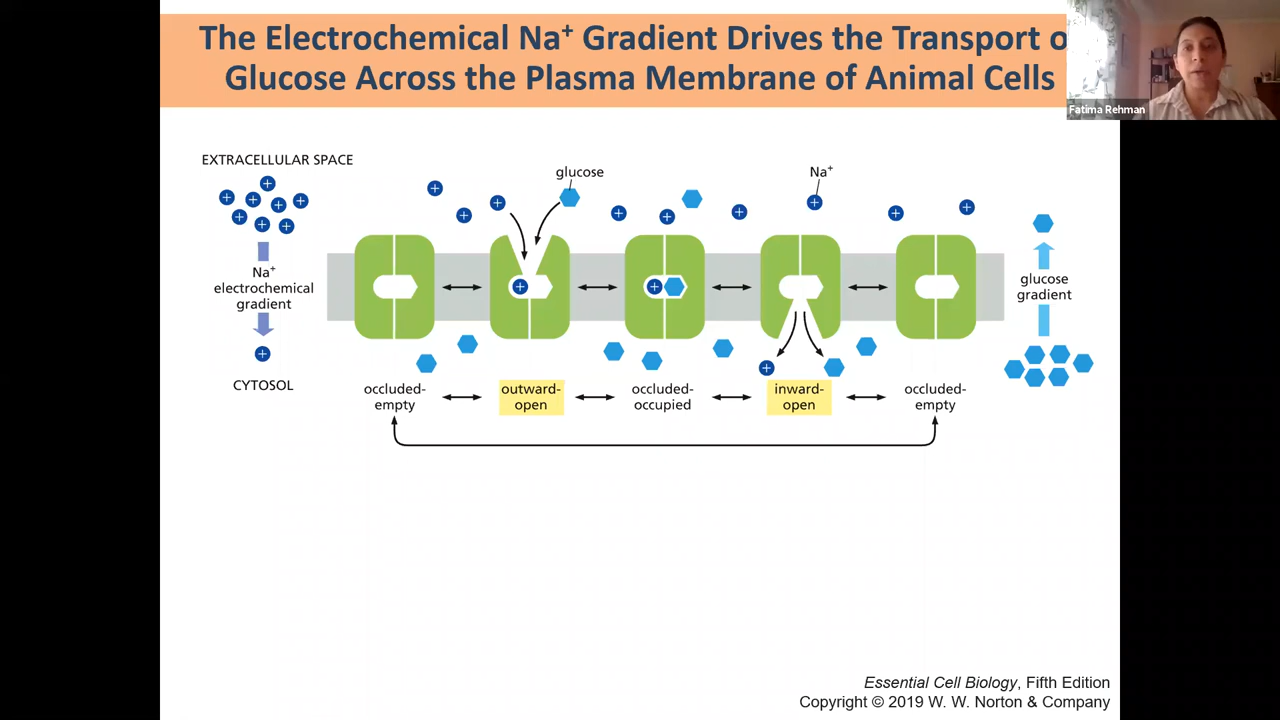 The Electrochemical Na⁺ Gradient Drives the Transport o
Glucose Across the Plasma Membrane of Animal Cells
Fatima Rehman
EXTRACELLULAR SPACE
glucose
Na⁺
Na⁺
electrochemical
gradient
glucose
gradient
CYTOSOL
occluded-
empty
outward-
open
occluded-
occupied
inward-
open
occluded-
empty
Essential Cell Biology, Fifth Edition
Copyright © 2019 W. W. Norton & Company